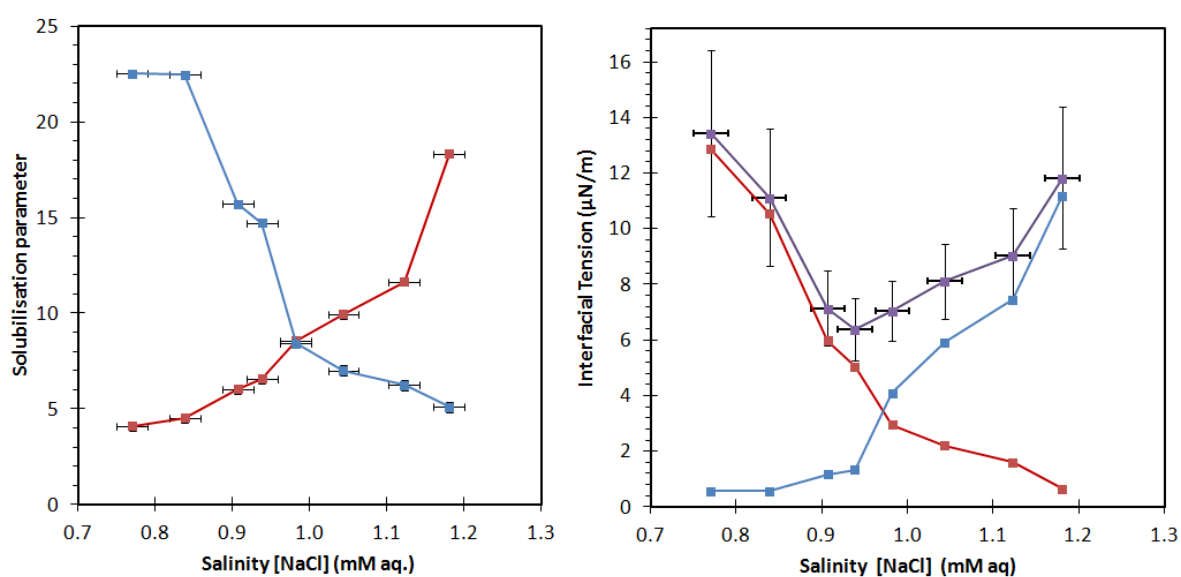 25
20
15
10
5
0
0.7 0.8 0.9 1.0 1.1 1.2 1.3
Solubilisation parameter
Salinity [NaCl] (mM aq.)
16
14
12
10
8
6
4
2
0
0.7 0.8 0.9 1.0 1.1 1.2 1.3
Interfacial Tension (µN/m)
Salinity [NaCl] (mM aq)